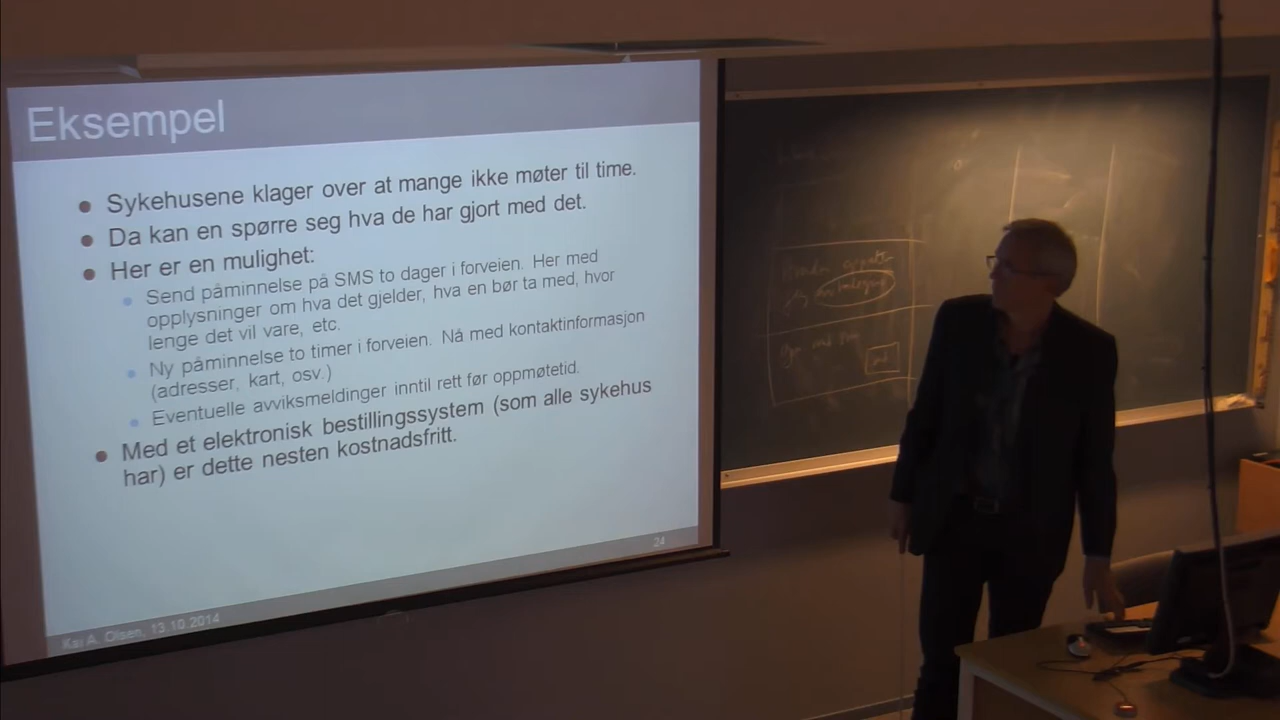 Eksempel
Sykehusene klager over at mange ikke møter til time.
Da kan en spørre seg hva de har gjort med det.
Her er en mulighet:
Send påminnelse på SMS to dager i forveien. Her med
opplysninger om hva det gjelder, hva en bør ta med, hvor
lenge det vil vare, etc.
Ny påminnelse to timer i forveien. Nå med kontaktinformasjon
(adresser, kart, osv.)
Eventuelle avviksmeldinger inntil rett før oppmøtetid.
Med et elektronisk bestillingssystem (som alle sykehus
har) er dette nesten kostnadsfritt.
24
Kai A. Olsen, 13.10.2014